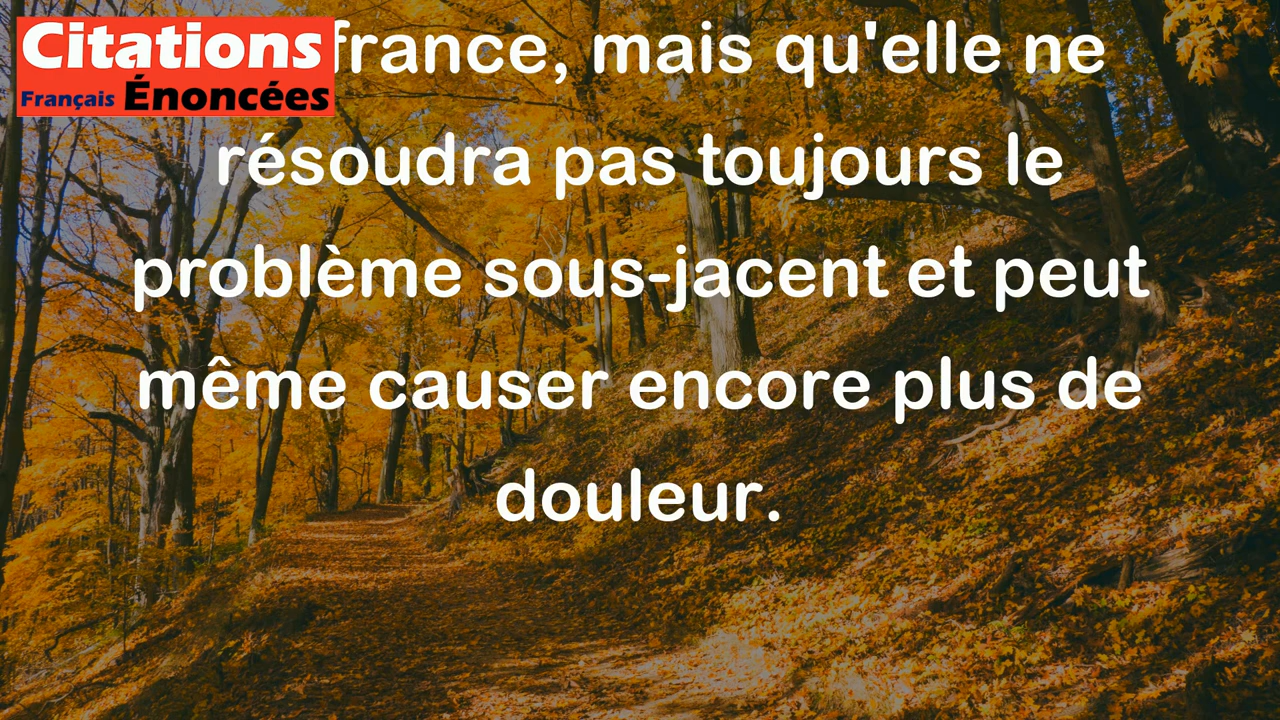 Citations
Français Énoncées
france, mais qu'elle ne
résoudra pas toujours le
problème sous-jacent et peut
même causer encore plus de
douleur.